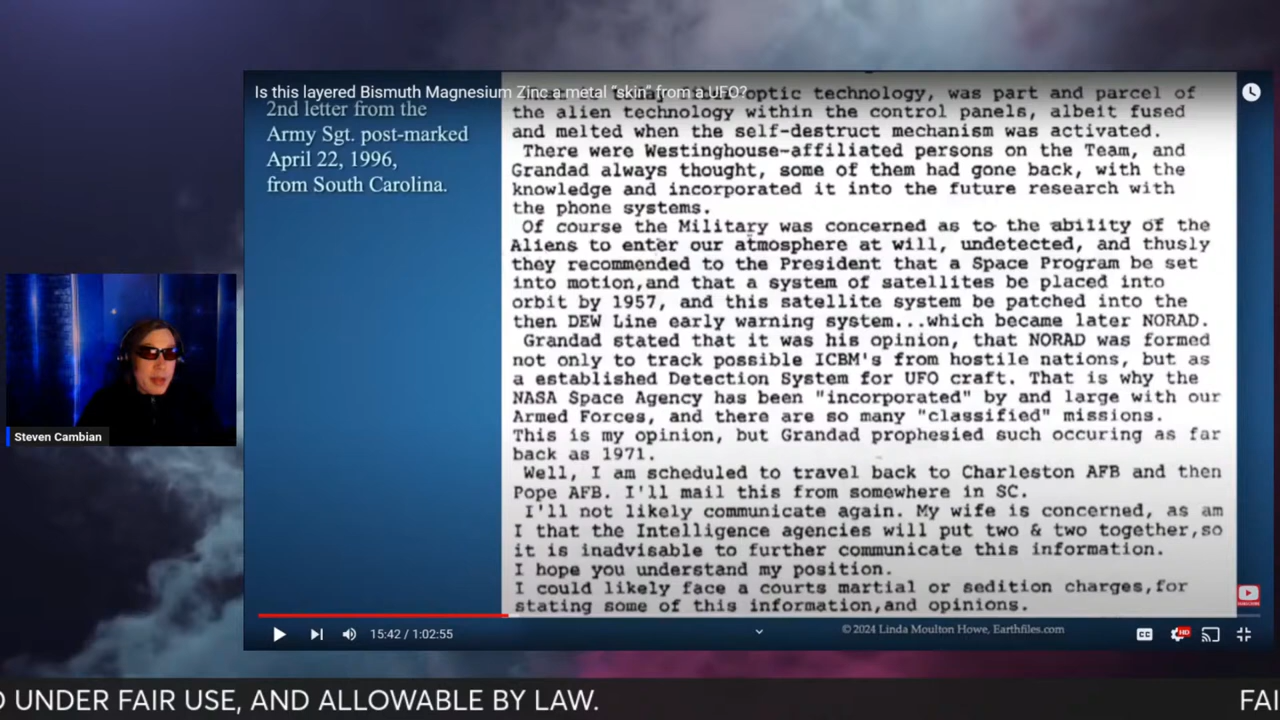 Is this layered Bismuth Magnesium Zinc a metal "skin" from a UFO?
2nd letter from the
Army Sgt. post-marked
April 22, 1996,
from South Carolina.
optic technology, was part and parcel of
the alien technology within the control panels, albeit fused
and melted when the self-destruct mechanism was activated.
There were Westinghouse-affiliated persons on the Team, and
Grandad always thought, some of them had gone back, with the
knowledge and incorporated it into the future research with
the phone systems.
Of course the Military was concerned as to the ability of the
Aliens to enter our atmosphere at will, undetected, and thusly
they recommended to the President that a Space Program be set
into motion,and that a system of satellites be placed into
orbit by 1957, and this satellite system be patched into the
then DEW Line early warning system...which became later NORAD.
Grandad stated that it was his opinion, that NORAD was formed
not only to track possible ICBM's from hostile nations, but as
a established Detection System for UFO craft. That is why the
NASA Space Agency has been "incorporated" by and large with our
Armed Forces, and there are so many "classified" missions.
This is my opinion, but Grandad prophesied such occuring as far
back as 1971.
Well, I am scheduled to travel back to Charleston AFB and then
Pope AFB. I'll mail this from somewhere in SC.
I'll not likely communicate again. My wife is concerned, as am
I that the Intelligence agencies will put two & two together,so
it is inadvisable to further communicate this information.
I hope you understand my position.
I could likely face a courts martial or sedition charges,for
stating some of this information,and opinions.
Steven Cambian
15:42 / 1:02:55
© 2024 Linda Moulton Howe, Earthfiles.com
CC
HD
D UNDER FAIR USE, AND ALLOWABLE BY LAW.
FAI